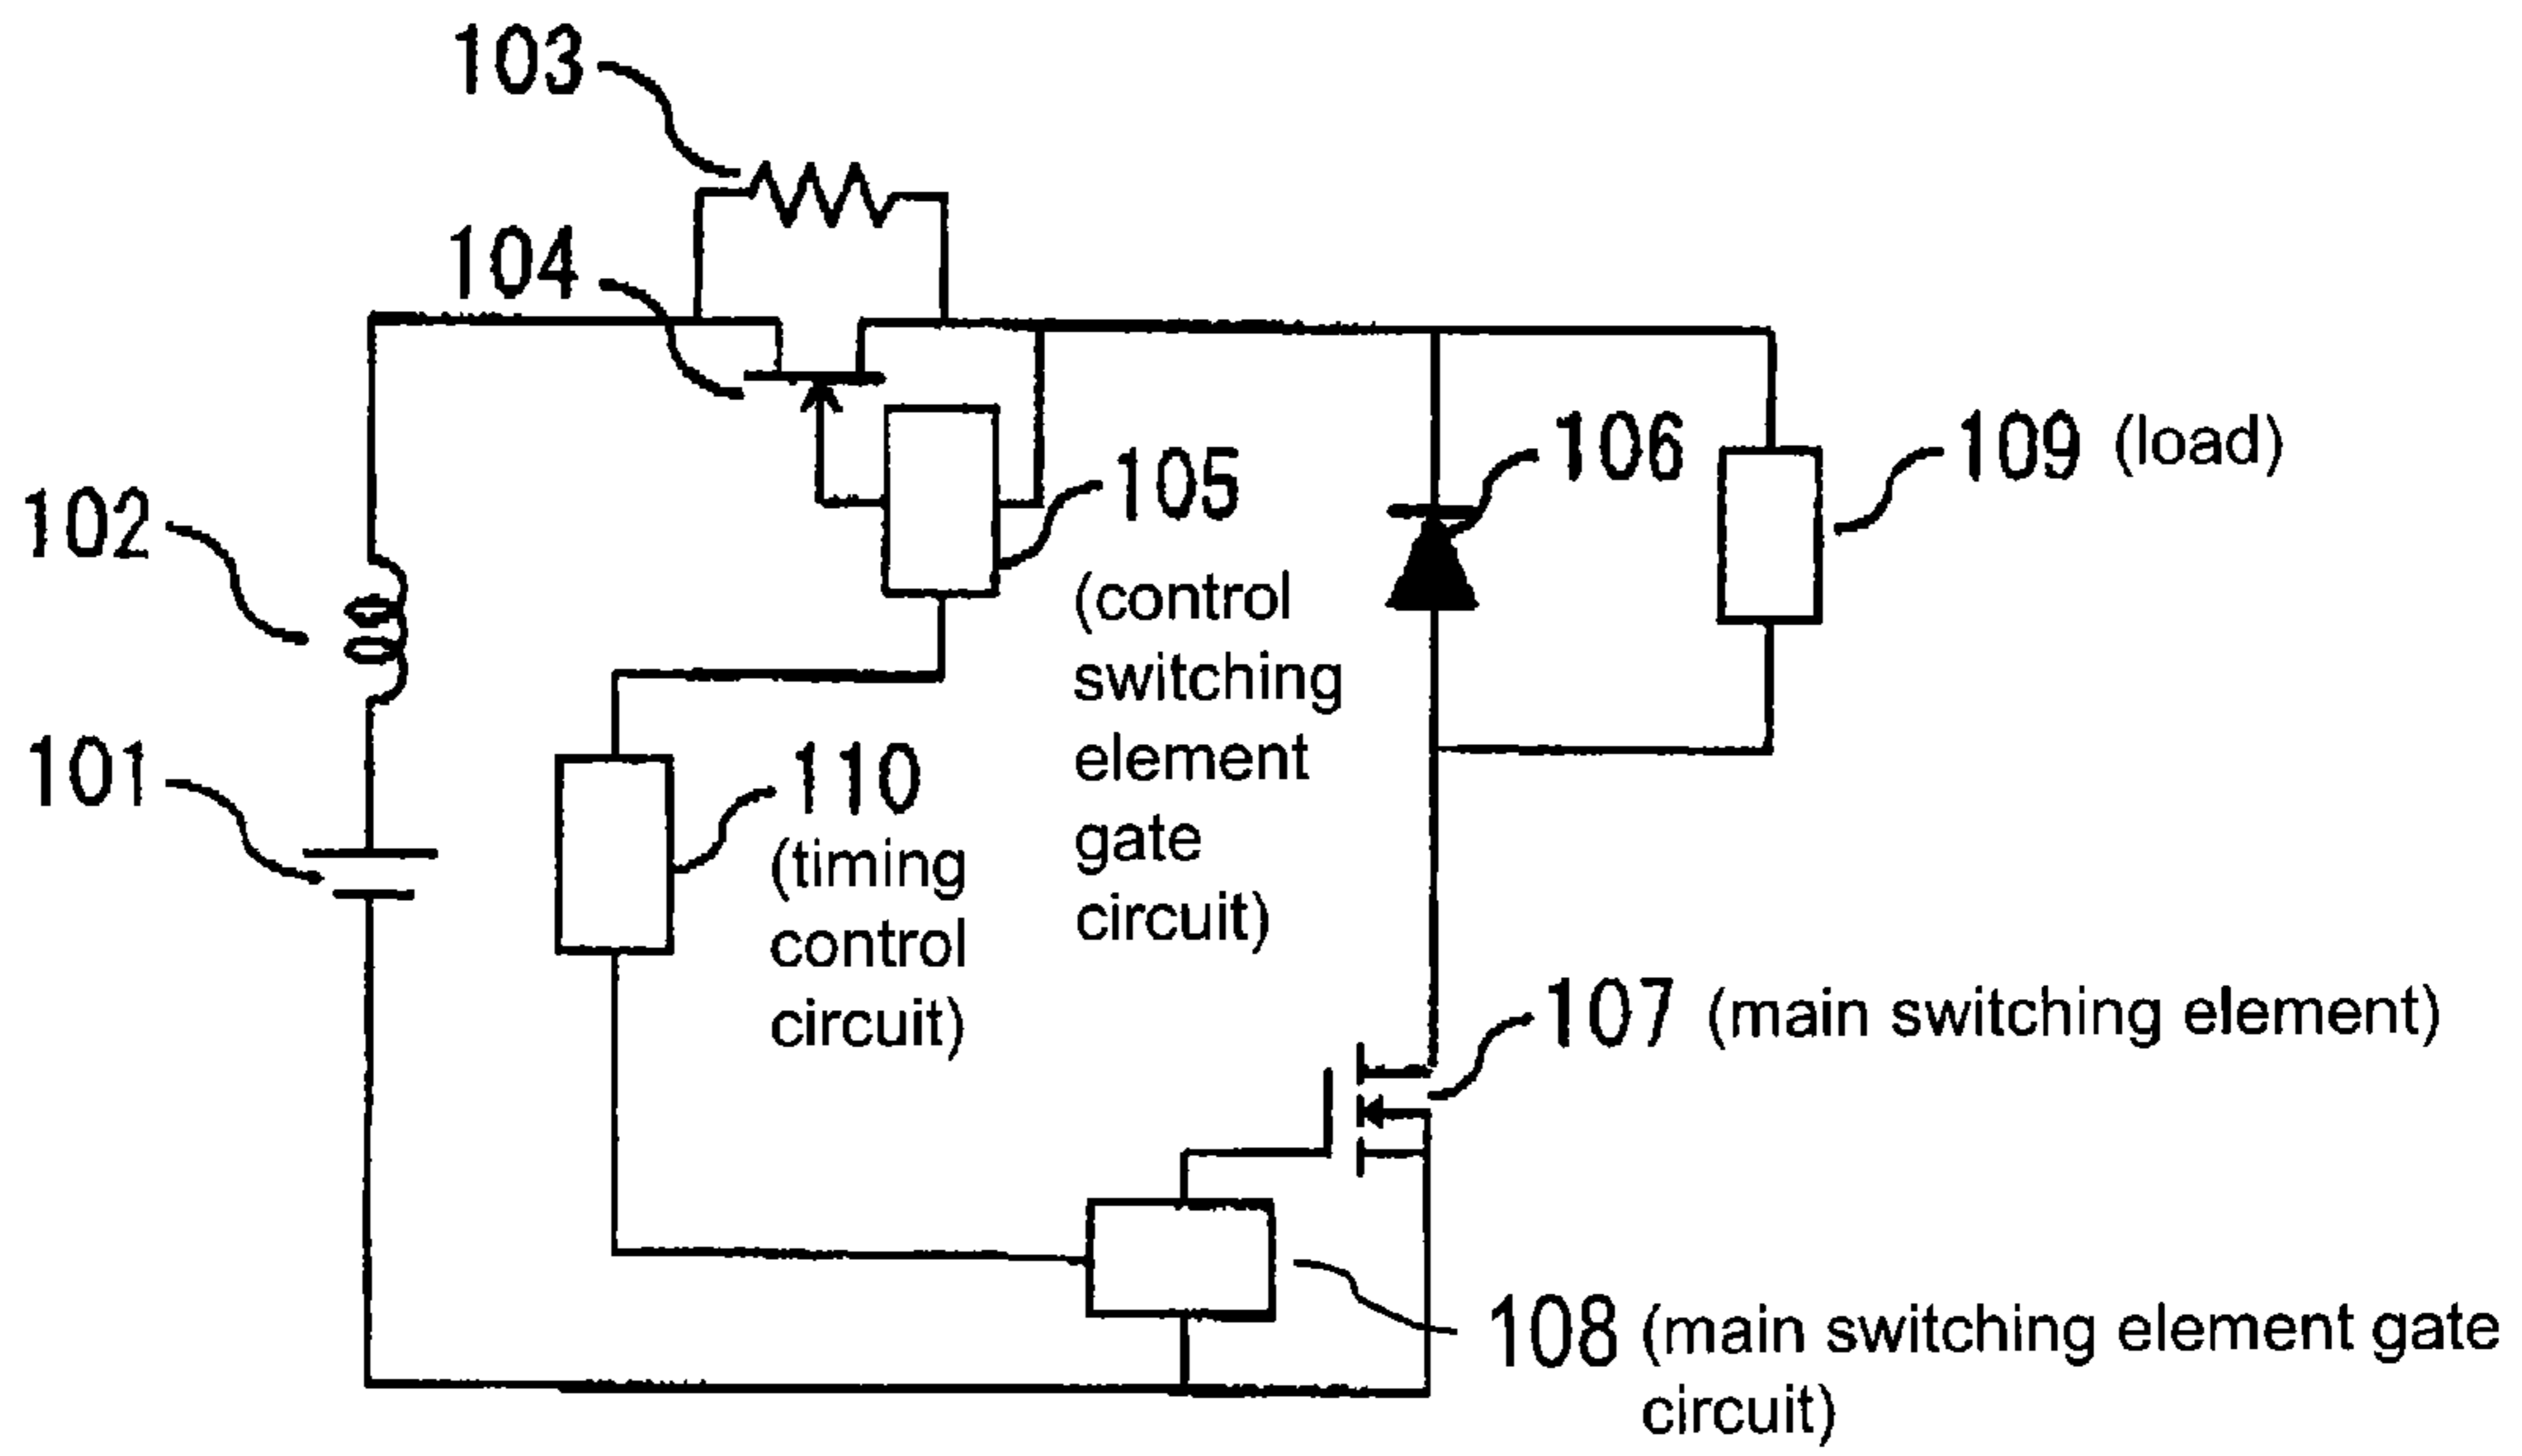 103
104
102
105
106
109 (load)
(control
switching
element
gate
circuit)
101
110
(timing
control
circuit)
107 (main switching element)
108 (main switching element gate
circuit)